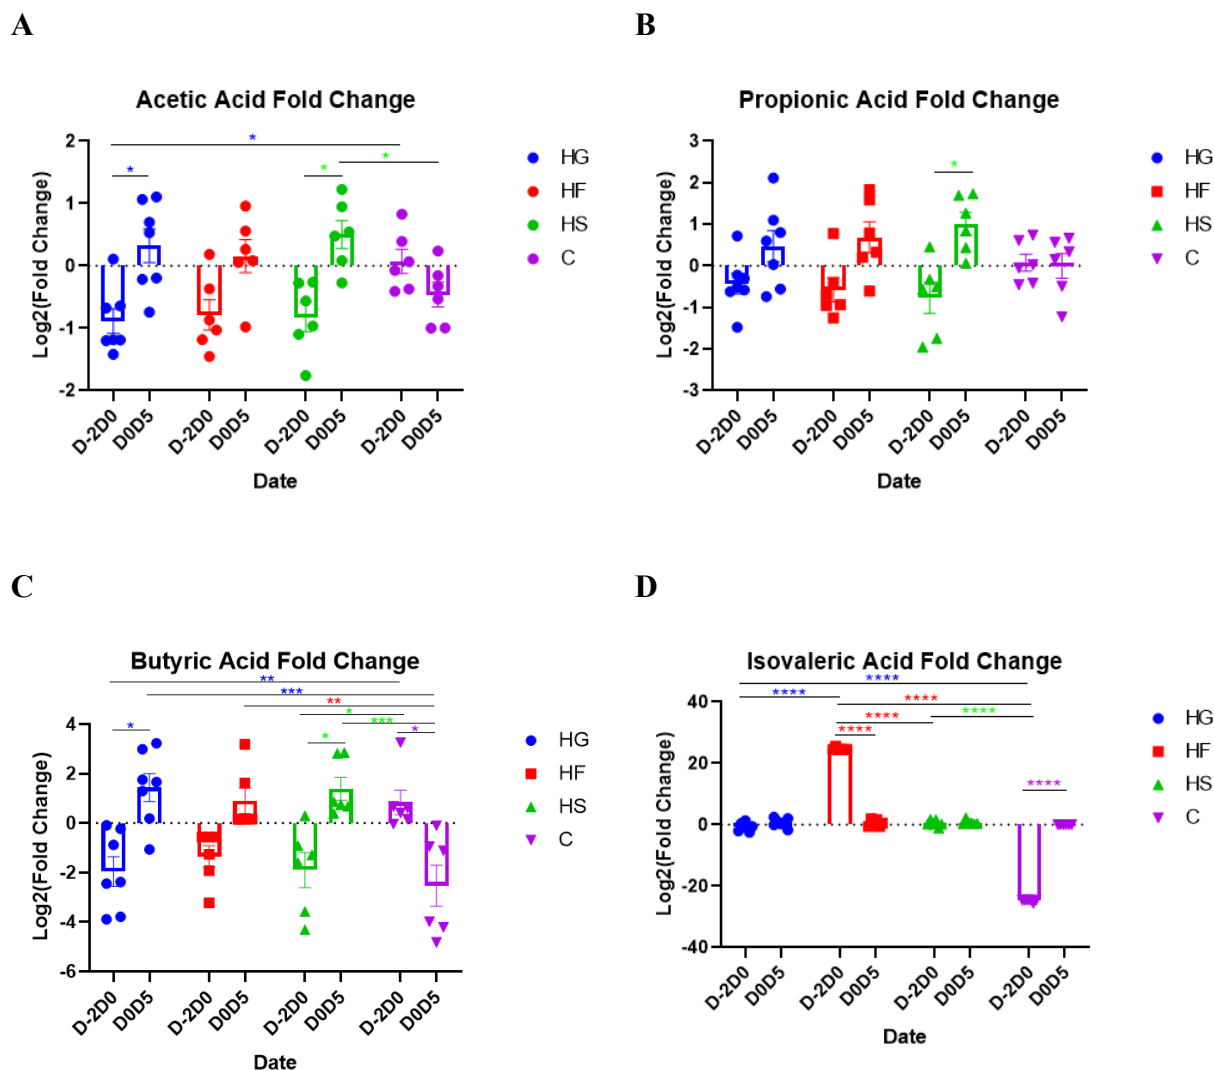 A
B
Acetic Acid Fold Change
Log2(Fold Change)
2
1
0
-1
-2
*
*
*
*
D-2D0
D0D5
D-2D0
D0D5
D-2D0
D0D5
D-2D0
D0D5
Date
HG
HF
HS
C
Propionic Acid Fold Change
Log2(Fold Change)
3
2
1
0
-1
-2
-3
*
D-2D0
D0D5
D-2D0
D0D5
D-2D0
D0D5
D-2D0
D0D5
Date
HG
HF
HS
C
C
D
Butyric Acid Fold Change
Log2(Fold Change)
4
2
0
-2
-4
-6
**
***
**
*
***
*
*
*
D-2D0
D0D5
D-2D0
D0D5
D-2D0
D0D5
D-2D0
D0D5
Date
HG
HF
HS
C
Isovaleric Acid Fold Change
Log2(Fold Change)
40
20
0
-20
-40
****
****
****
****
****
****
****
D-2D0
D0D5
D-2D0
D0D5
D-2D0
D0D5
D-2D0
D0D5
Date
HG
HF
HS
C